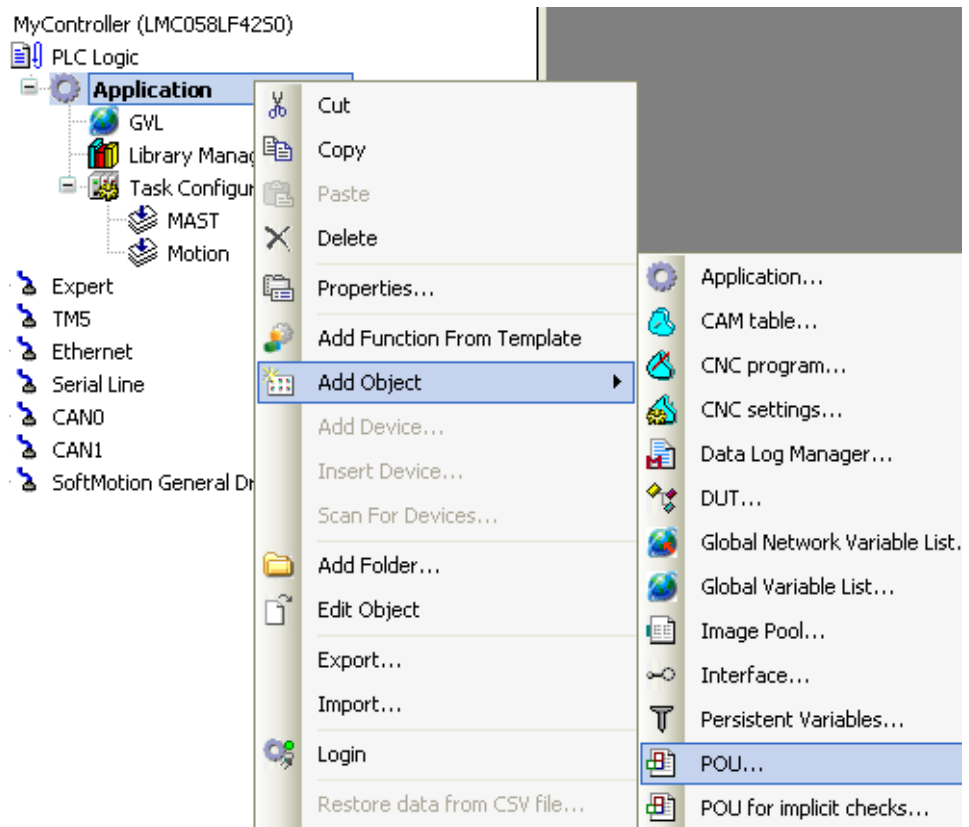 MyController (LMC058LF42S0)
PLC Logic
Application
GVL
Library Manag
Task Configur
MAST
Motion
Expert
TM5
Ethernet
Serial Line
CAN0
CAN1
SoftMotion General Dr
Cut
Copy
Paste
Delete
Properties...
Add Function From Template
Add Object
Add Device...
Insert Device...
Scan For Devices...
Add Folder...
Edit Object
Export...
Import...
Login
Restore data from CSV file...
Application...
CAM table...
CNC program...
CNC settings...
Data Log Manager...
DUT...
Global Network Variable List.
Global Variable List...
Image Pool...
Interface...
Persistent Variables...
POU...
POU for implicit checks...